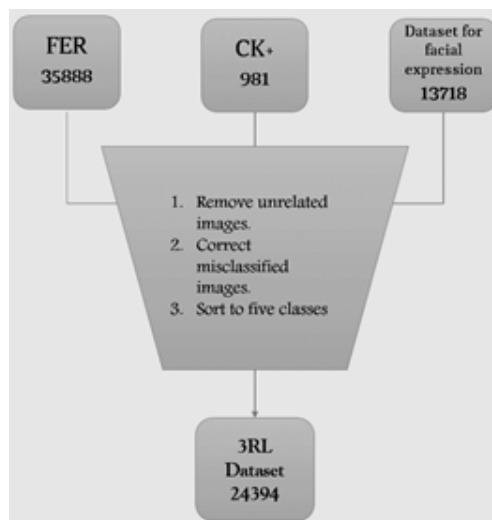 FER
35888
CK+
981
Dataset for
facial
expression
13718
1. Remove unrelated
images.
2. Correct
misclassified
images.
3. Sort to five classes
3RL
Dataset
24394